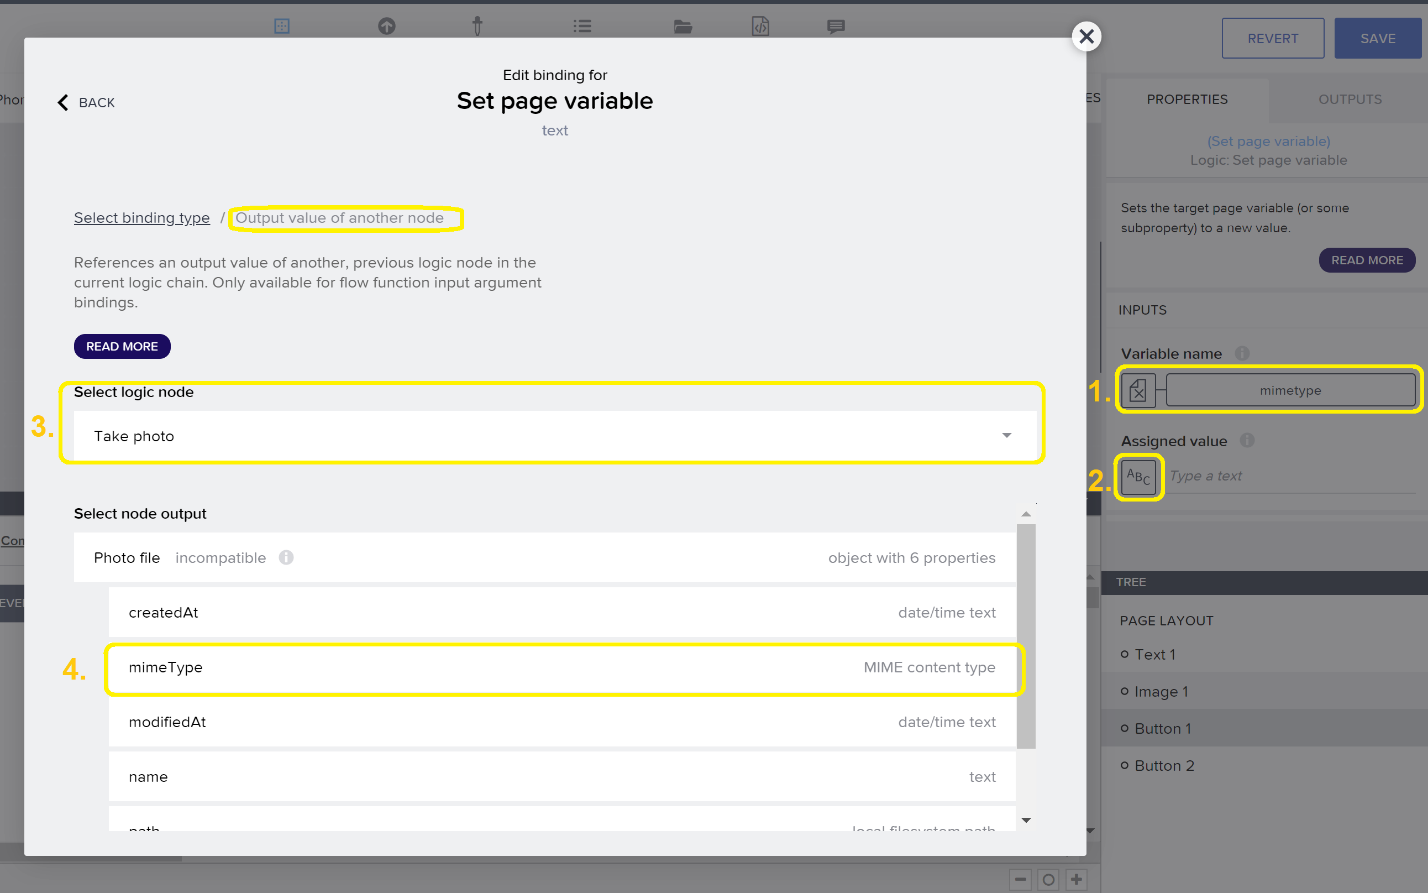 REVERT
SAVE
Edit binding for
Set page variable
text
BACK
Select binding type / Output value of another node
References an output value of another, previous logic node in the
current logic chain. Only available for flow function input argument
bindings.
READ MORE
Select logic node
3.
Take photo
Select node output
Photo file incompatible object with 6 properties
createdAt date/time text
4.
mimeType MIME content type
modifiedAt date/time text
name text
path local filesystem path
PROPERTIES
OUTPUTS
(Set page variable)
Logic: Set page variable
Sets the target page variable (or some
subproperty) to a new value.
READ MORE
INPUTS
Variable name
1.
mimetype
Assigned value
2.
ABC
Type a text
TREE
PAGE LAYOUT
Text 1
Image 1
Button 1
Button 2